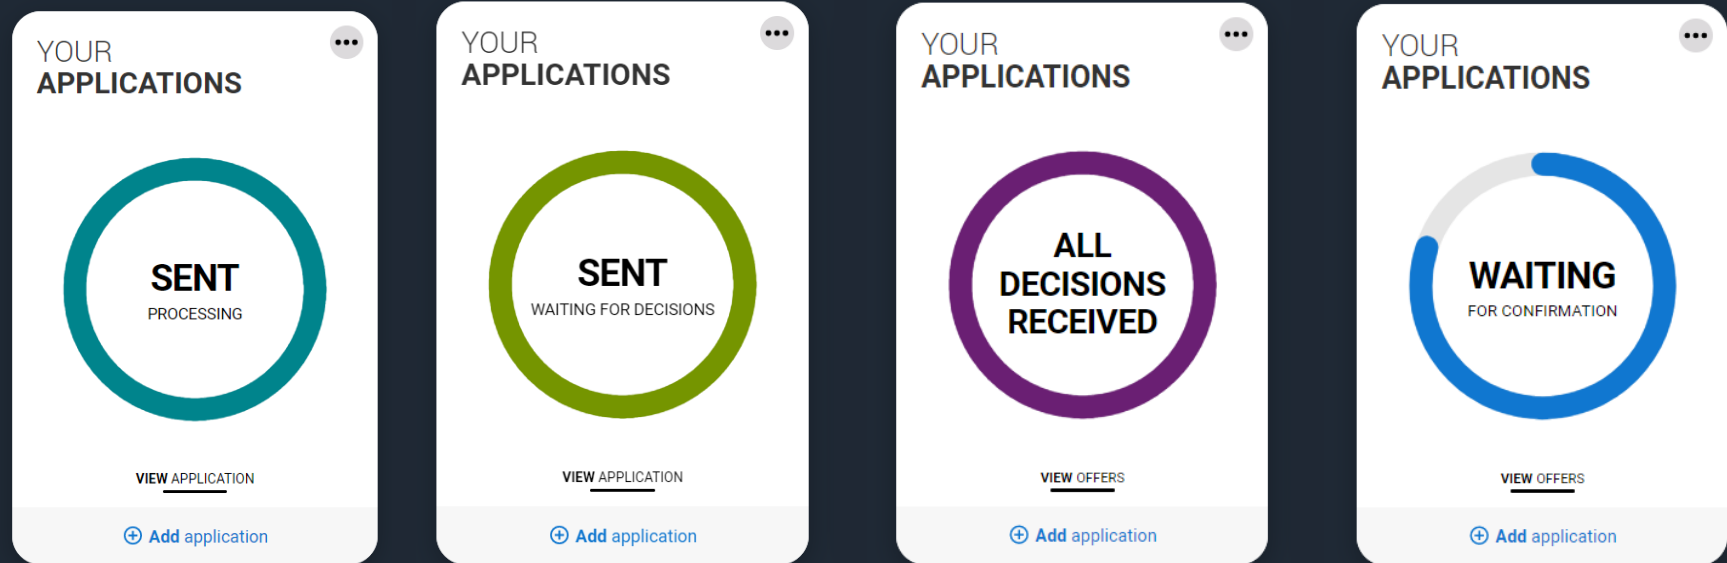 YOUR
APPLICATIONS
SENT
PROCESSING
VIEW APPLICATION
Add application
YOUR
APPLICATIONS
SENT
WAITING FOR DECISIONS
VIEW APPLICATION
Add application
YOUR
APPLICATIONS
ALL
DECISIONS
RECEIVED
VIEW OFFERS
Add application
YOUR
APPLICATIONS
WAITING
FOR CONFIRMATION
VIEW OFFERS
Add application